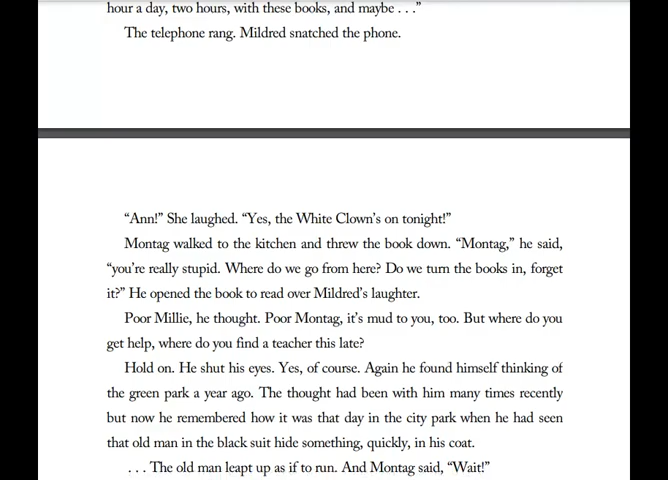 hour a day, two hours, with these books, and maybe . . .”
The telephone rang. Mildred snatched the phone.
“Ann!” She laughed. “Yes, the White Clown’s on tonight!”
Montag walked to the kitchen and threw the book down. “Montag,” he said,
“you’re really stupid. Where do we go from here? Do we turn the books in, forget
it?” He opened the book to read over Mildred’s laughter.
Poor Millie, he thought. Poor Montag, it’s mud to you, too. But where do you
get help, where do you find a teacher this late?
Hold on. He shut his eyes. Yes, of course. Again he found himself thinking of
the green park a year ago. The thought had been with him many times recently
but now he remembered how it was that day in the city park when he had seen
that old man in the black suit hide something, quickly, in his coat.
. . . The old man leapt up as if to run. And Montag said, “Wait!”